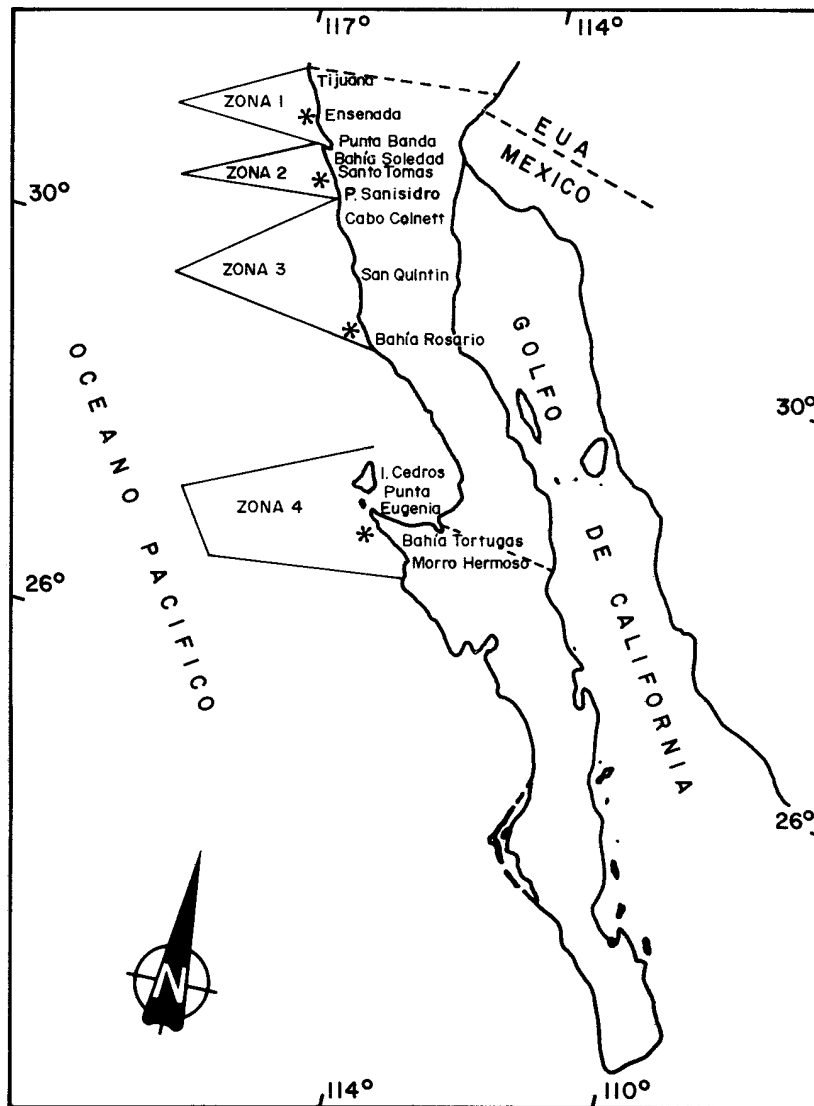 117°
114°
Tijuana
ZONA 1
Ensenada
EUA
MEXICO
Punta Banda
Bahía Soledad
Santo Tomas
ZONA 2
P. Sanisidro
30°
Cabo Colnett
ZONA 3
San Quintin
Bahía Rosario
GOLFO
DE CALIFORNIA
OCEANO PACIFICO
30°
I. Cedros
Punta
Eugenia
ZONA 4
Bahía Tortugas
Morro Hermoso
26°
26°
N
114°
110°